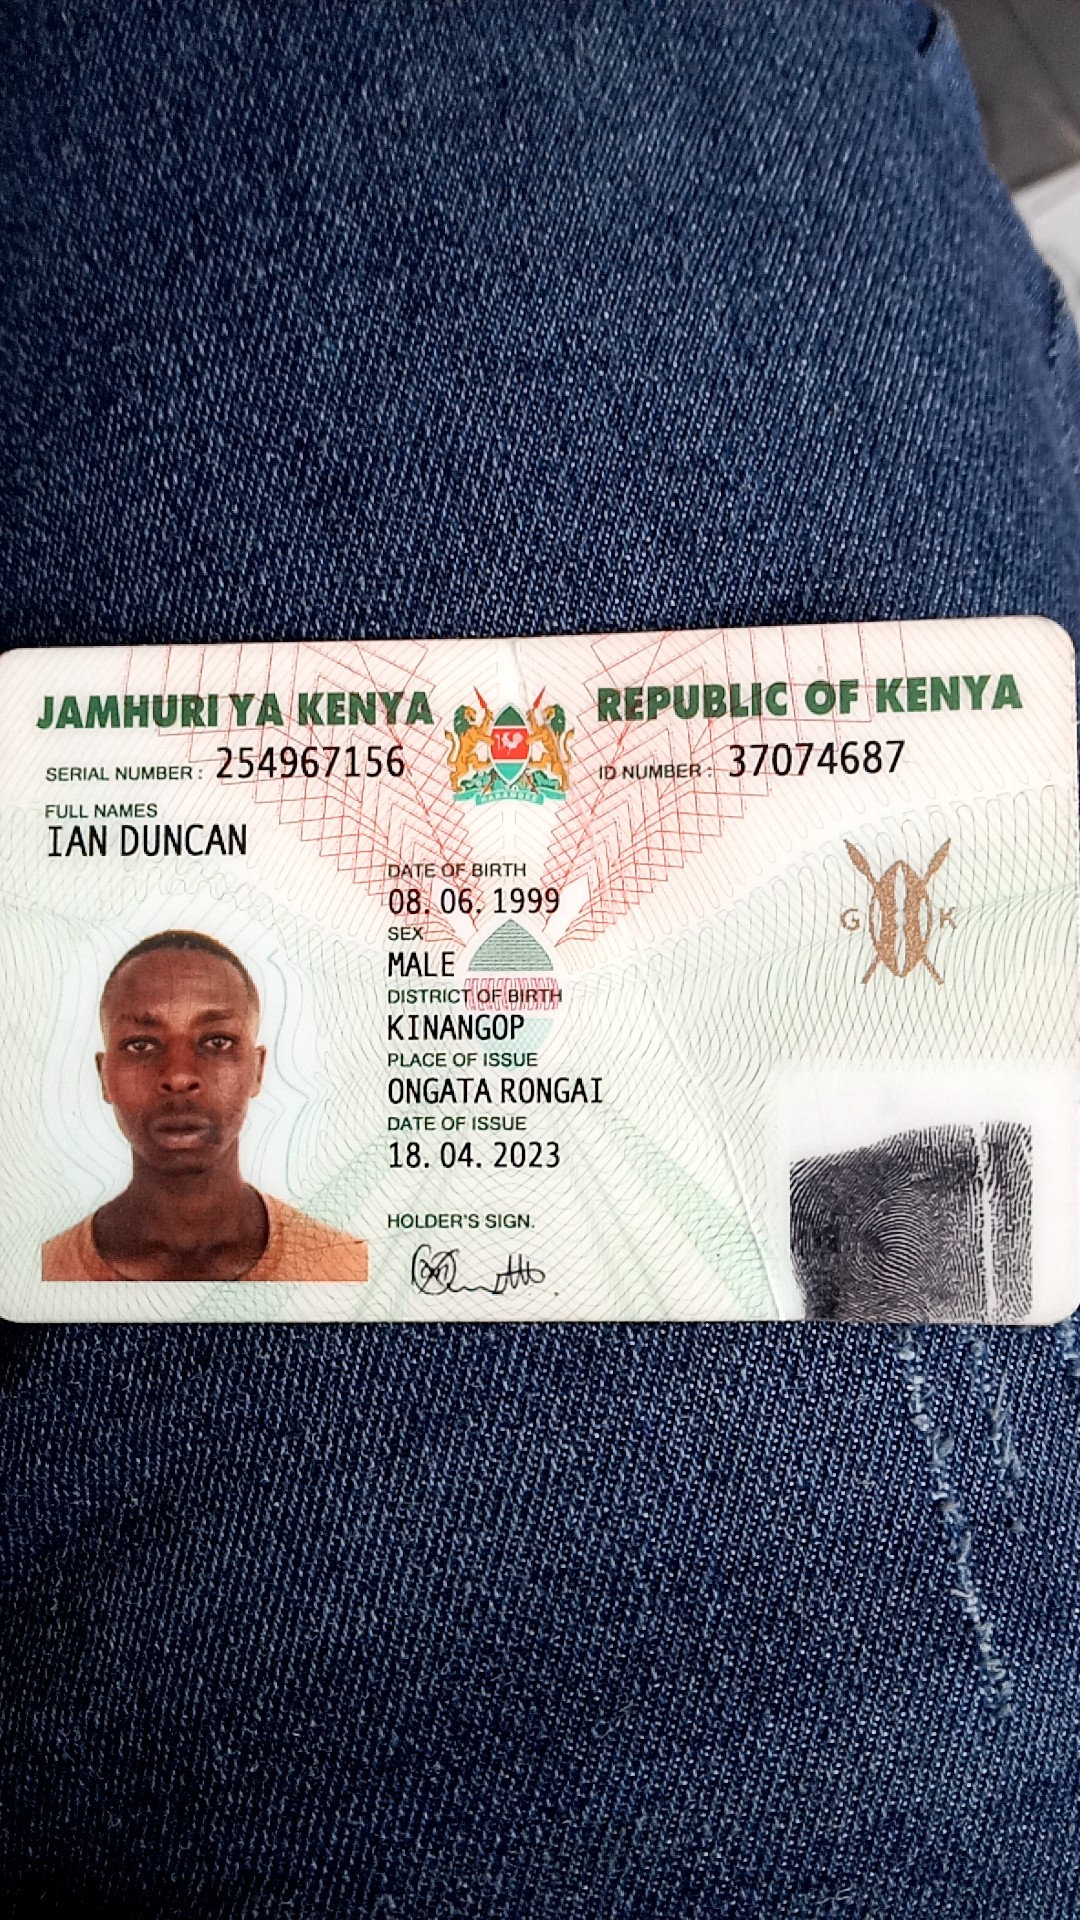 JAMHURI YA KENYA
REPUBLIC OF KENYA
SERIAL NUMBER : 254967156
ID NUMBER : 37074687
HARAMBEE
FULL NAMES
IAN DUNCAN
DATE OF BIRTH
08. 06. 1999
SEX
MALE
DISTRICT OF BIRTH
KINANGOP
PLACE OF ISSUE
ONGATA RONGAI
DATE OF ISSUE
18. 04. 2023
HOLDER'S SIGN.
G K